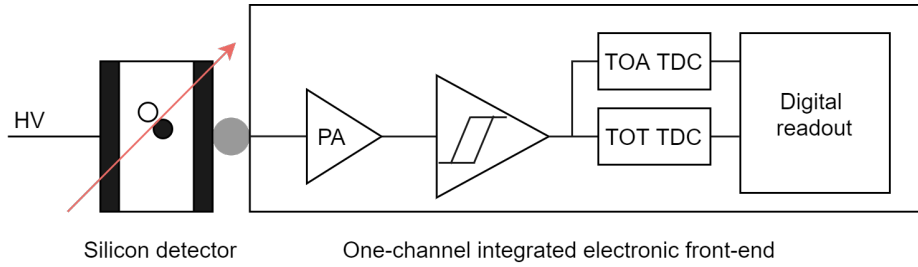 HV
PA
TOA TDC
TOT TDC
Digital
readout
Silicon detector
One-channel integrated electronic front-end